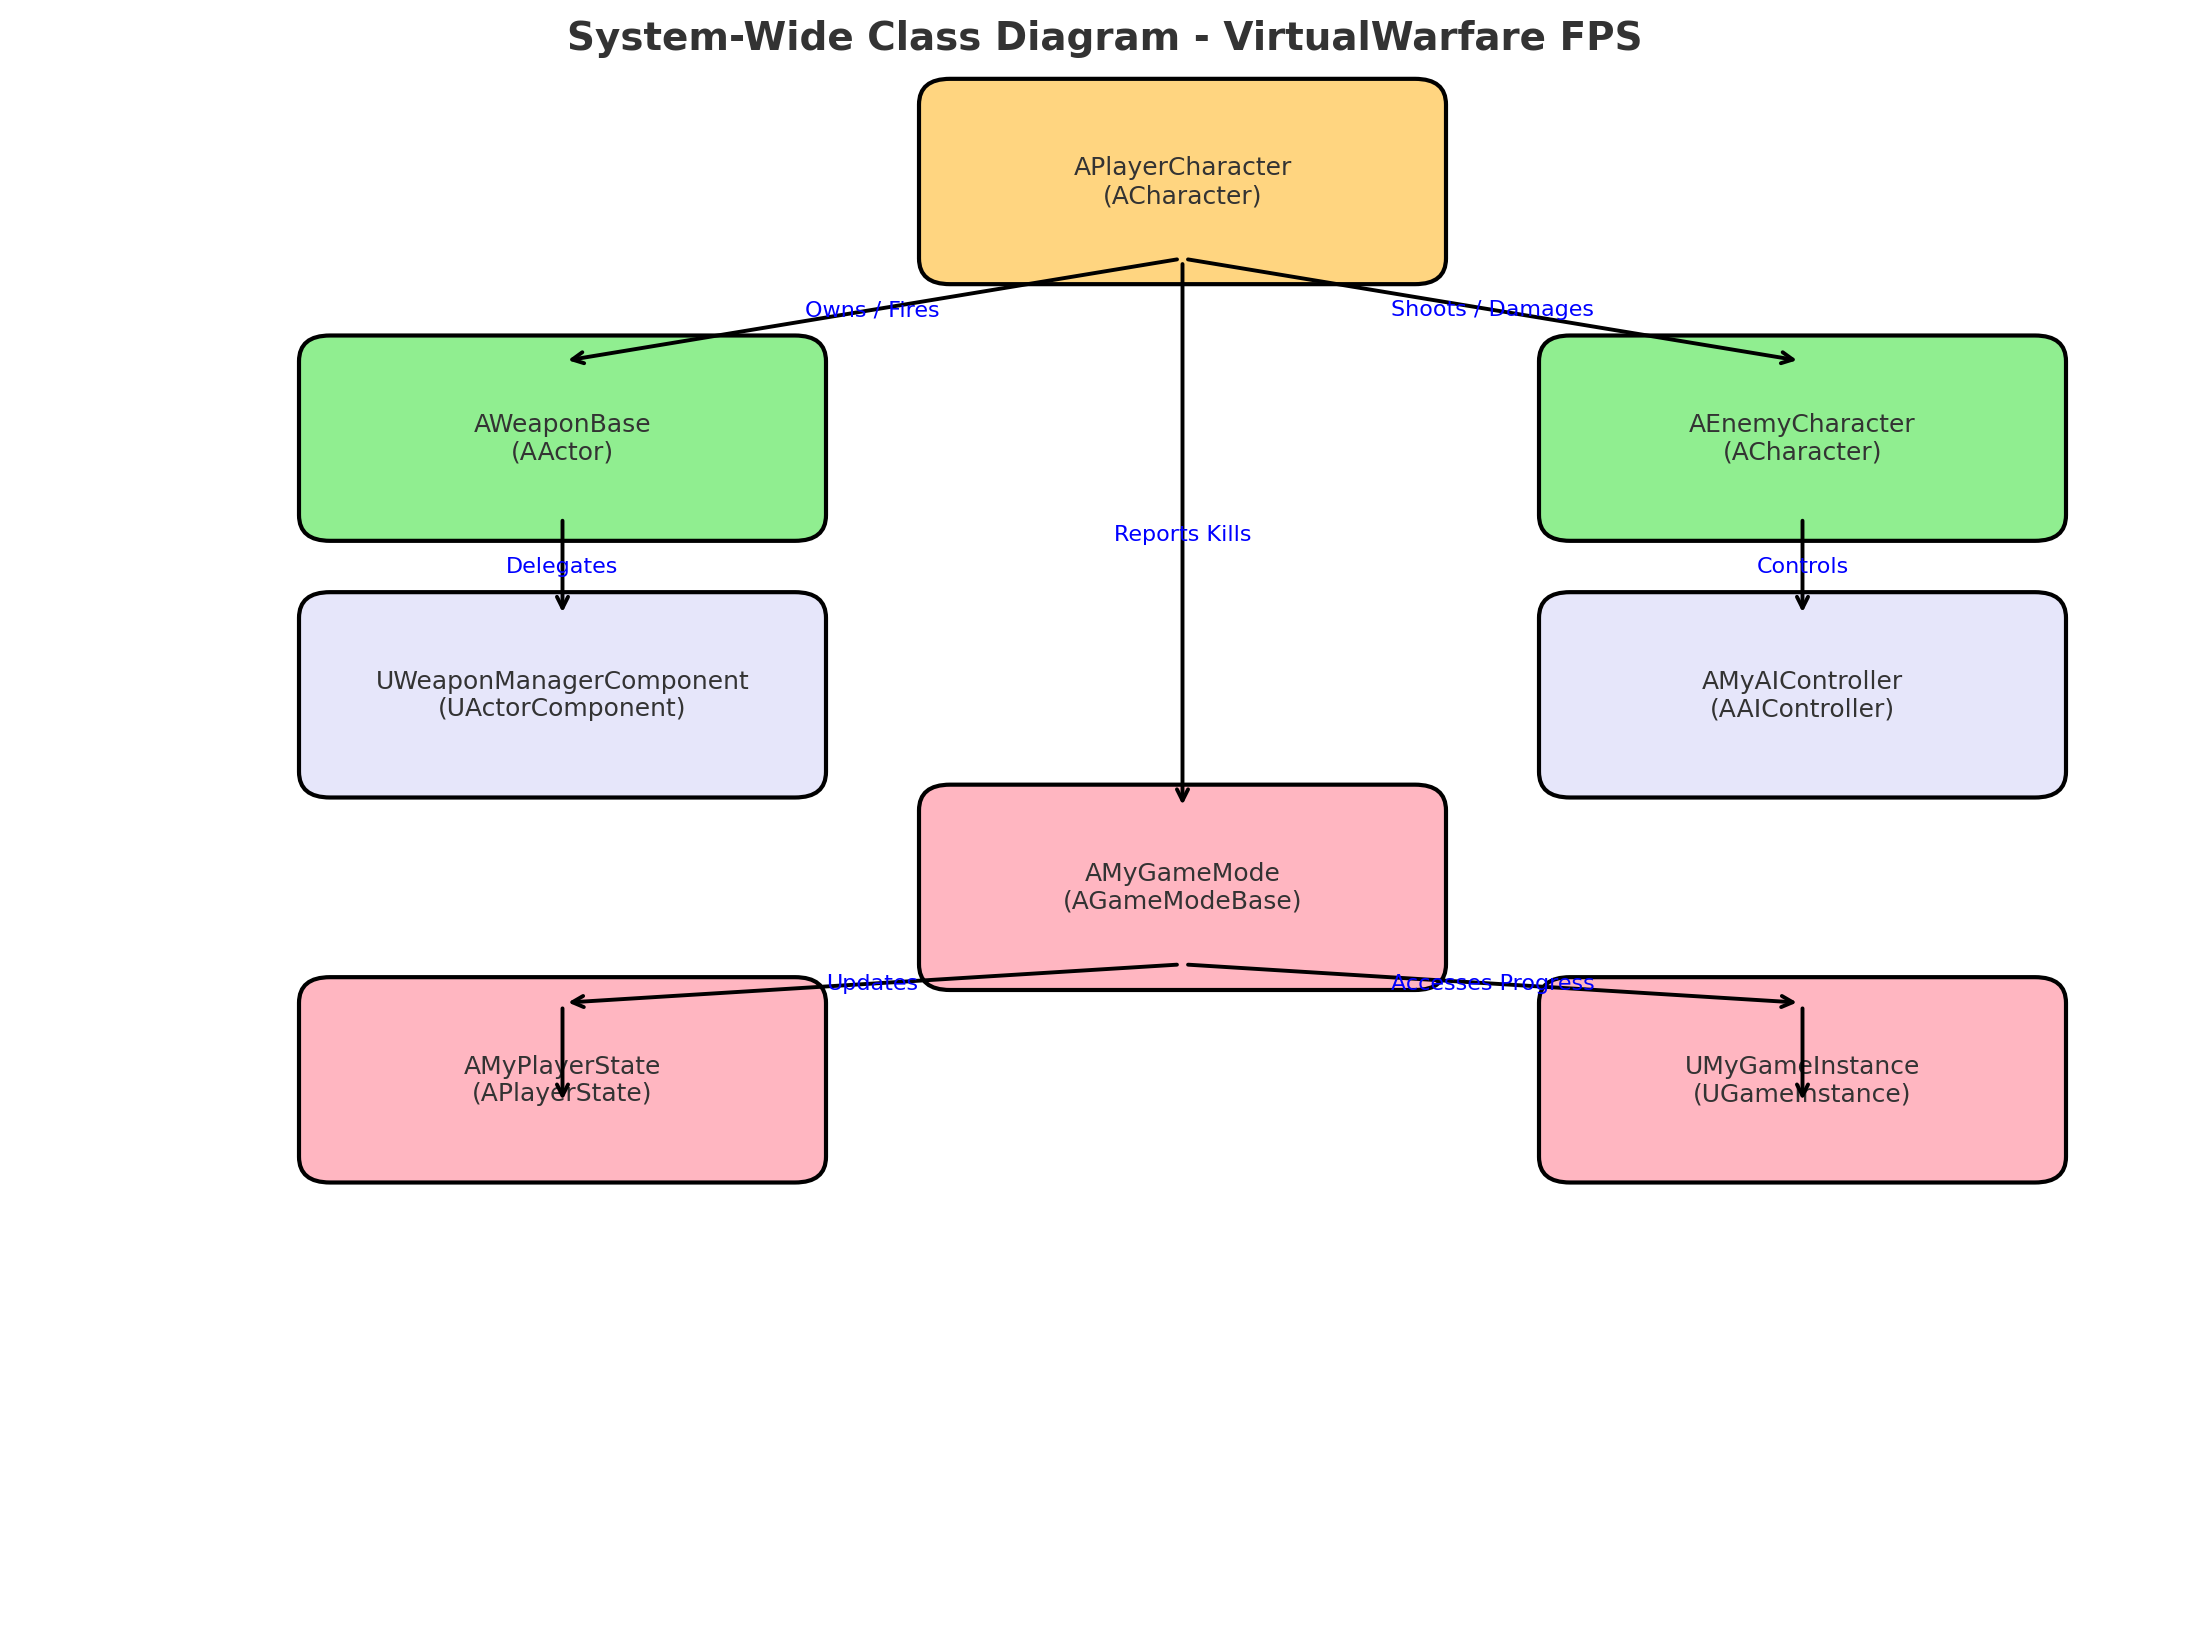 System-Wide Class Diagram - VirtualWarfare FPS
APlayerCharacter
(ACharacter)
Owns / Fires
Shoots / Damages
AWeaponBase
(AActor)
AEnemyCharacter
(ACharacter)
Reports Kills
Delegates
Controls
UWeaponManagerComponent
(UActorComponent)
AMyAIController
(AAIController)
AMyGameMode
(AGameModeBase)
Updates
Accesses Progress
AMyPlayerState
(APlayerState)
UMyGameInstance
(UGameInstance)